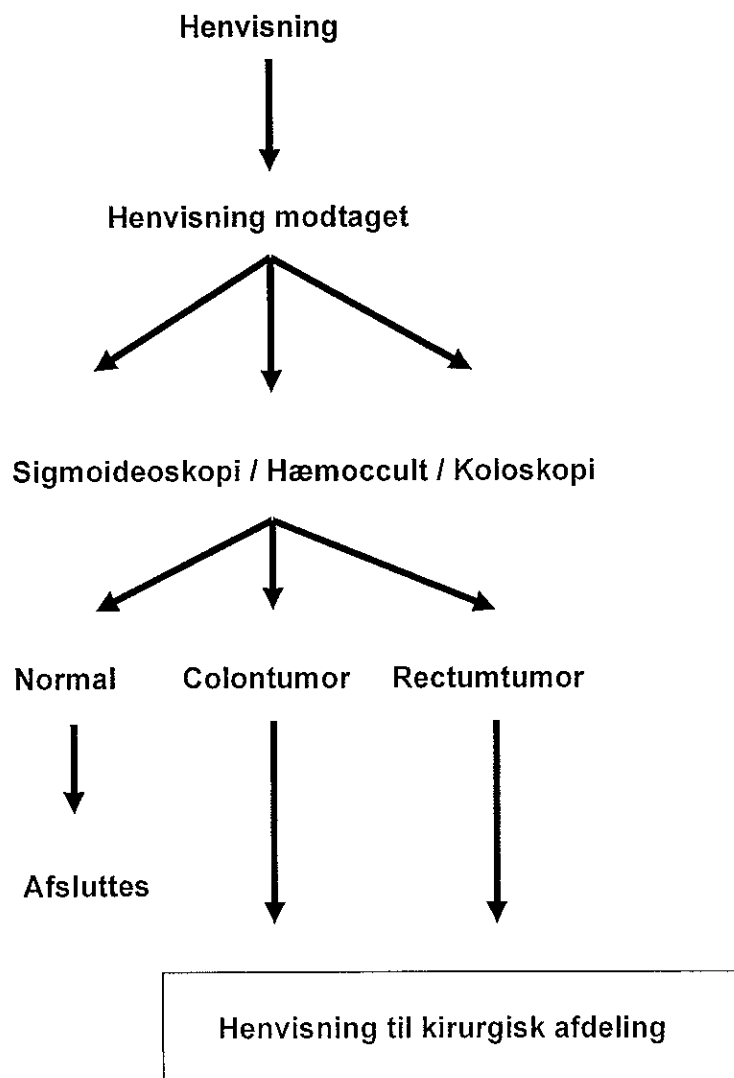 Henvisning
Henvisning modtaget
Sigmoideoskopi / Hæmoccult / Koloskopi
Normal Colontumor Rectumtumor
Afsluttes
Henvisning til kirurgisk afdeling